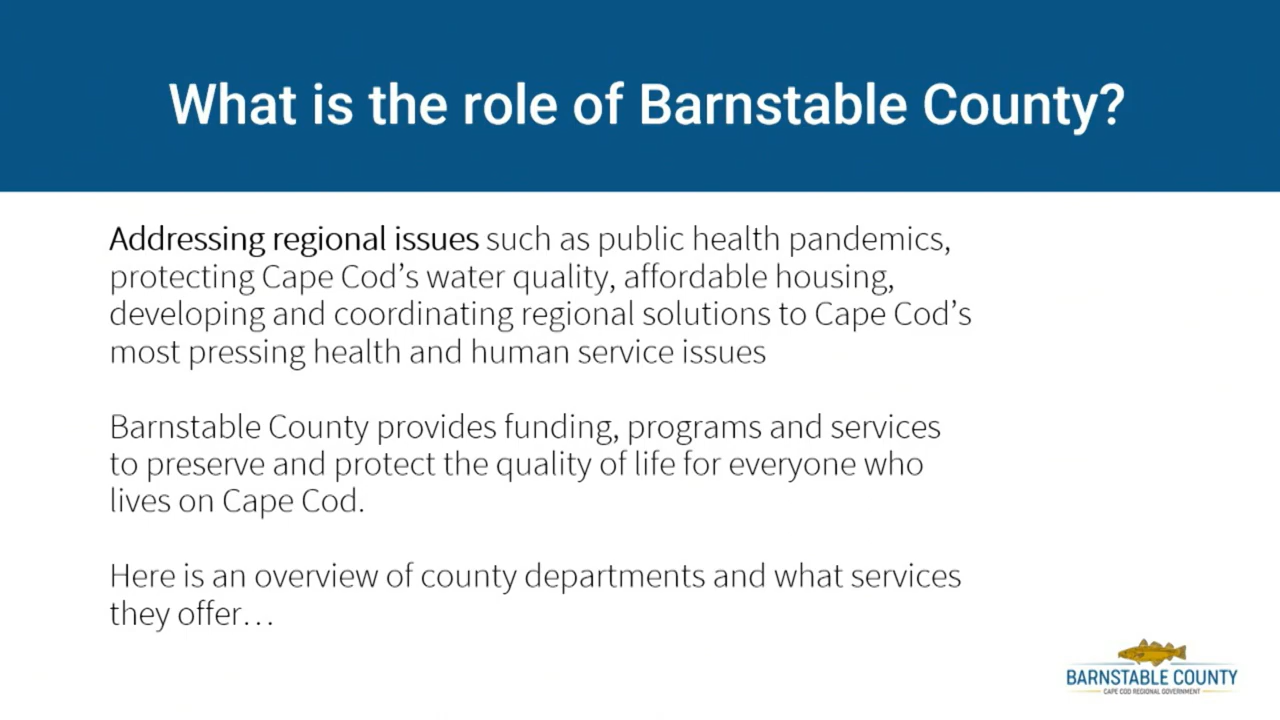 What is the role of Barnstable County?
Addressing regional issues such as public health pandemics,
protecting Cape Cod’s water quality, affordable housing,
developing and coordinating regional solutions to Cape Cod’s
most pressing health and human service issues
Barnstable County provides funding, programs and services
to preserve and protect the quality of life for everyone who
lives on Cape Cod.
Here is an overview of county departments and what services
they offer…
BARNSTABLE COUNTY
CAPE COD REGIONAL GOVERNMENT